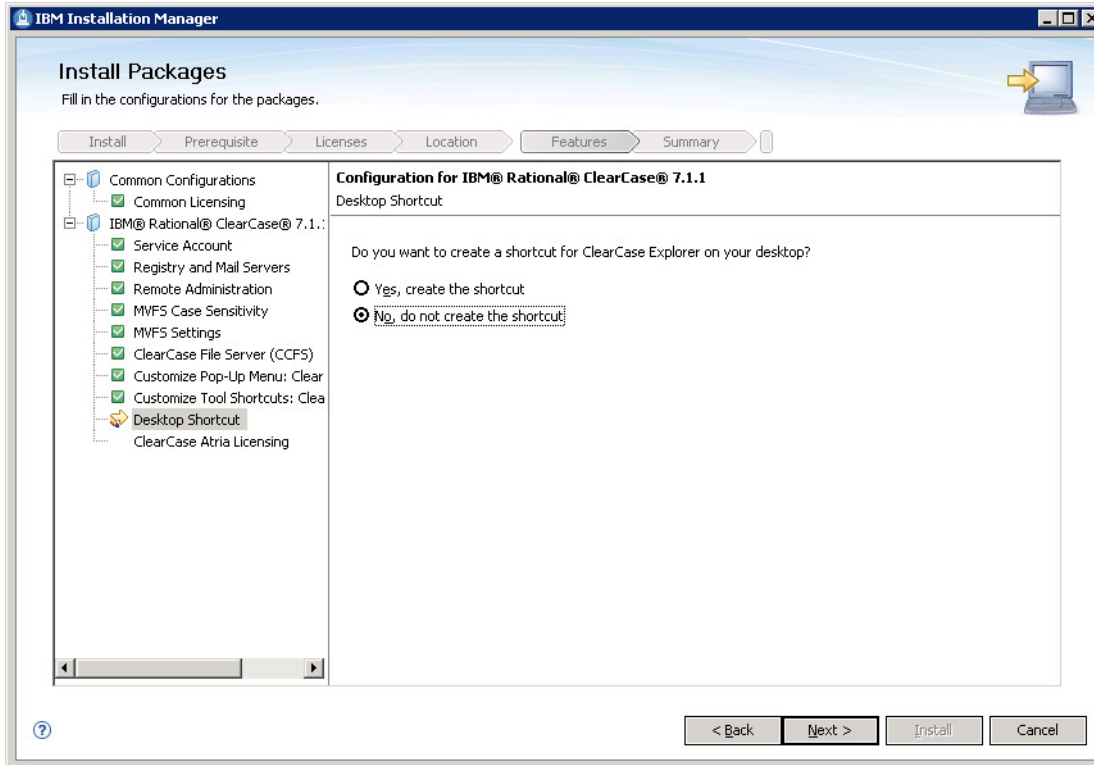 IBM Installation Manager
Install Packages
Fill in the configurations for the packages.
Install Prerequisite Licenses Location Features Summary
Common Configurations
Common Licensing
IBM® Rational® ClearCase® 7.1.
Service Account
Registry and Mail Servers
Remote Administration
MVFS Case Sensitivity
MVFS Settings
ClearCase File Server (CCFS)
Customize Pop-Up Menu: Clear
Customize Tool Shortcuts: Clea
Desktop Shortcut
ClearCase Atria Licensing
Configuration for IBM® Rational® ClearCase® 7.1.1
Desktop Shortcut
Do you want to create a shortcut for ClearCase Explorer on your desktop?
Yes, create the shortcut
No, do not create the shortcut
?
< Back Next > Install Cancel